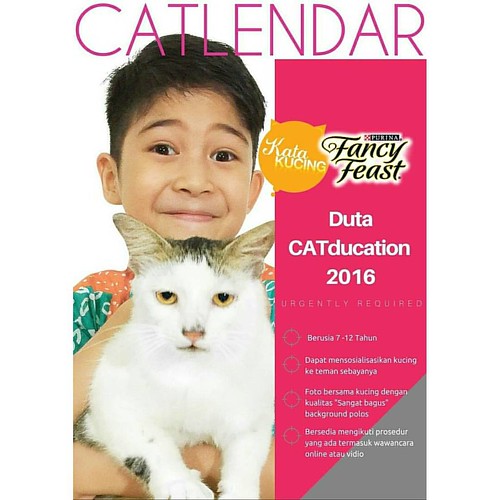 CATLENDAR
Kata
KUCING
PURINA
Fancy
Feast
Duta
CATducation
2016
URGENTLY REQUIRED
Berusia 7 -12 Tahun
Dapat mensosialisasikan kucing
ke teman sebayanya
Foto bersama kucing dengan
kualitas "Sangat bagus"
background polos
Bersedia mengikuti prosedur
yang ada termasuk wawancara
online atau vidio